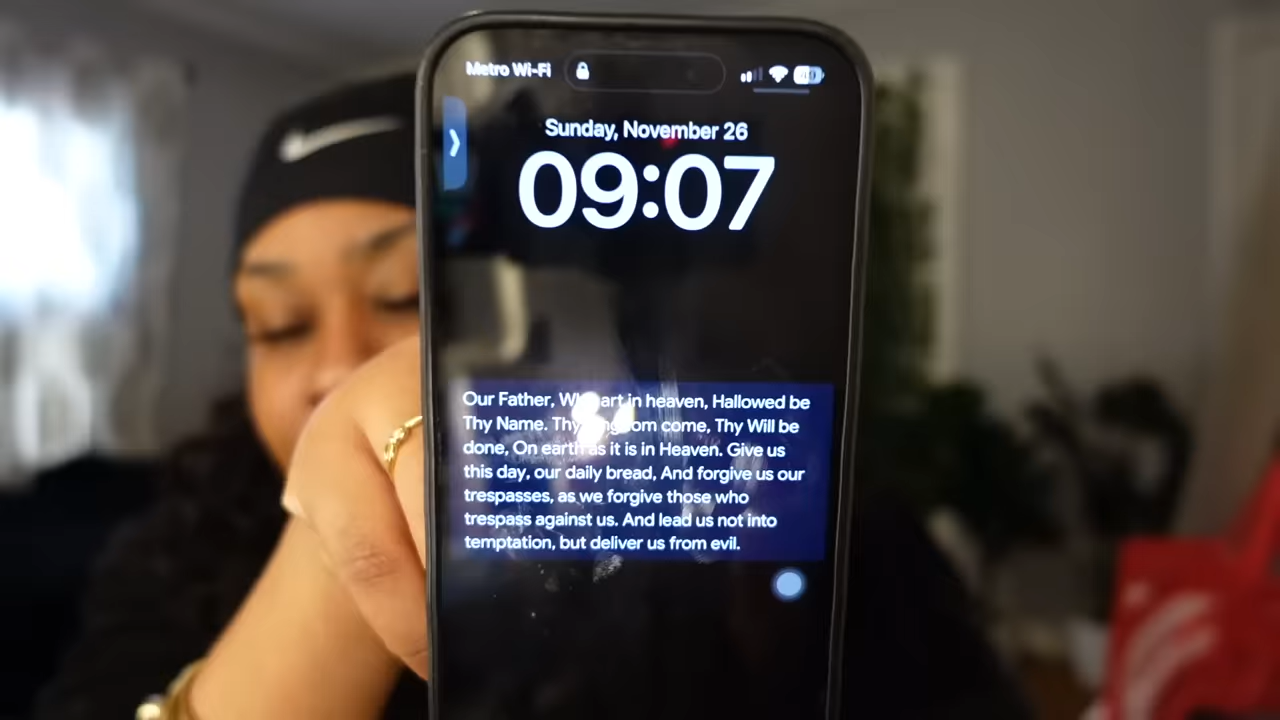 Metro Wi-Fi
Sunday, November 26
09:07
Our Father, art in heaven, Hallowed be
Thy Name. Thy come, Thy Will be
done, On earth as it is in Heaven. Give us
this day, our daily bread, And forgive us our
trespasses, as we forgive those who
trespass against us. And lead us not into
temptation, but deliver us from evil.